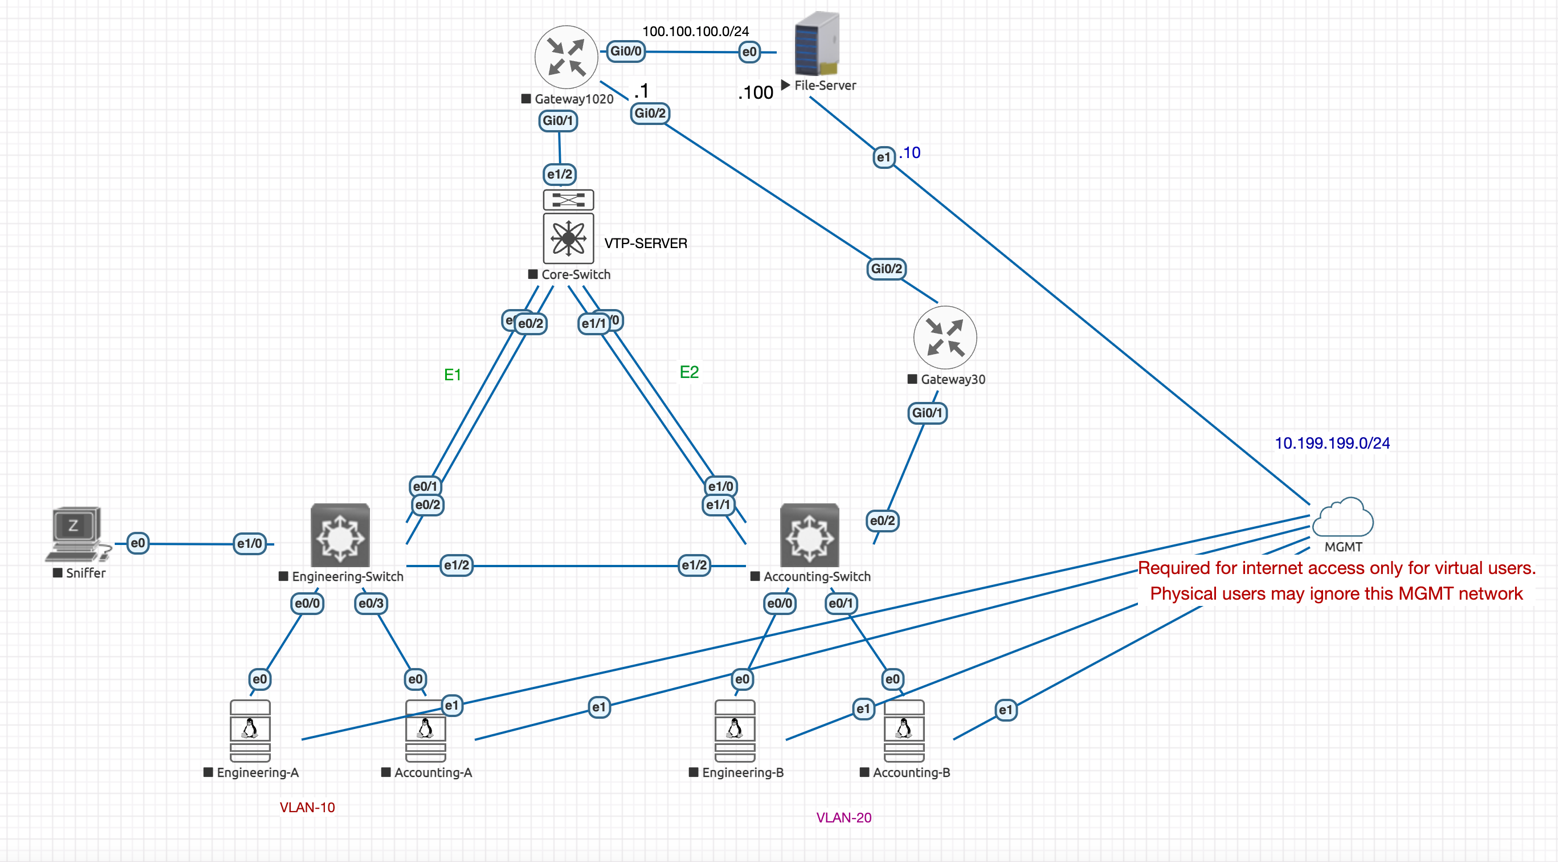 100.100.100.0/24
Gi0/0
e0
File-Server
.1
.100
Gateway1020
Gi0/2
Gi0/1
e1
.10
e1/2
VTP-SERVER
Core-Switch
Gi0/2
e0/2
e1/1
/0
E1
E2
Gateway30
Gi0/1
10.199.199.0/24
e0/1
e0/2
e1/0
e1/1
e0/2
Z
e0
e1/0
MGMT
Sniffer
Engineering-Switch
e1/2
e1/2
Accounting-Switch
Required for internet access only for virtual users.
Physical users may ignore this MGMT network
e0/0
e0/3
e0/0
e0/1
e0
e0
e0
e0
e1
e1
e1
e1
Engineering-A
Accounting-A
Engineering-B
Accounting-B
VLAN-10
VLAN-20